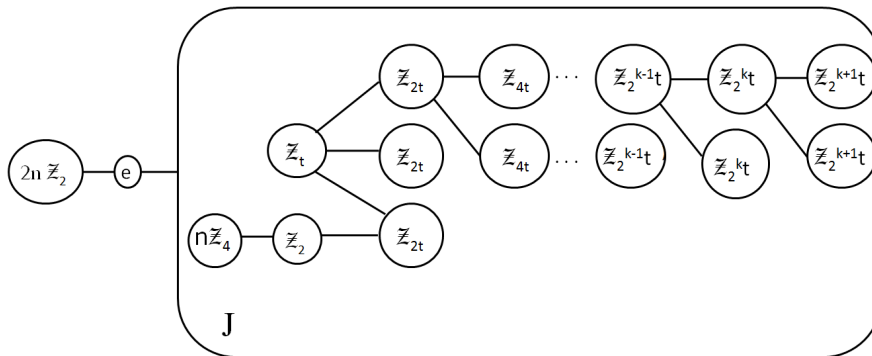 ℤ₂ₜ ℤ₄ₜ ... ℤ₂ᵏ⁻¹t ℤ₂ᵏt ℤ₂ᵏ⁺¹t
2n ℤ₂ e ℤₜ ℤ₂ₜ ℤ₄ₜ ... ℤ₂ᵏ⁻¹t ℤ₂ᵏt ℤ₂ᵏ⁺¹t
nℤ₄ ℤ₂ ℤ₂ₜ
J